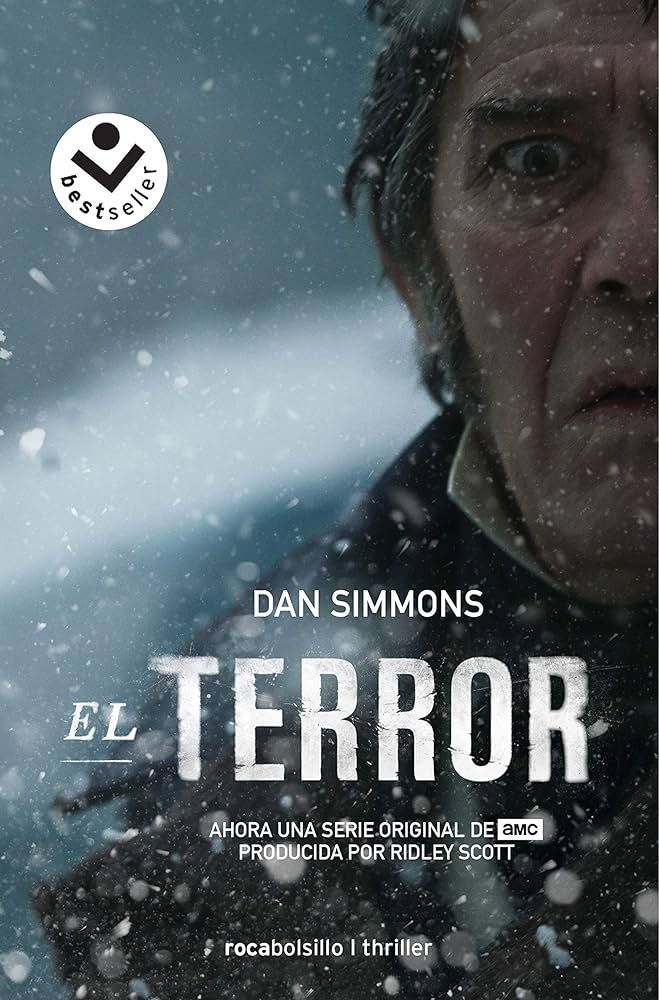 bestseller
DAN SIMMONS
EL TERROR
AHORA UNA SERIE ORIGINAL DE amc
PRODUCIDA POR RIDLEY SCOTT
rocabolsillo | thriller